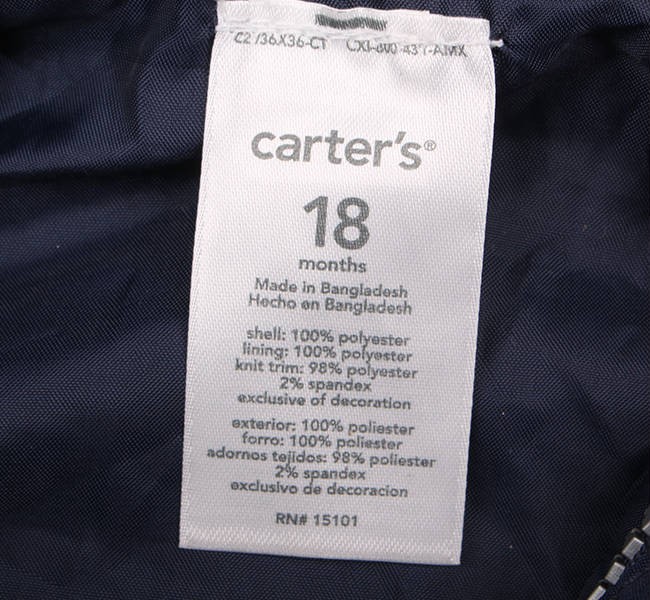 carter's®
18
months
Made in Bangladesh
Hecho en Bangladesh
shell: 100% polyester
lining: 100% polyester
knit trim: 98% polyester
2% spandex
exclusive of decoration
exterior: 100% poliester
forro: 100% poliester
adornos tejidos: 98% poliester
2% spandex
exclusivo de decoracion
RN# 15101